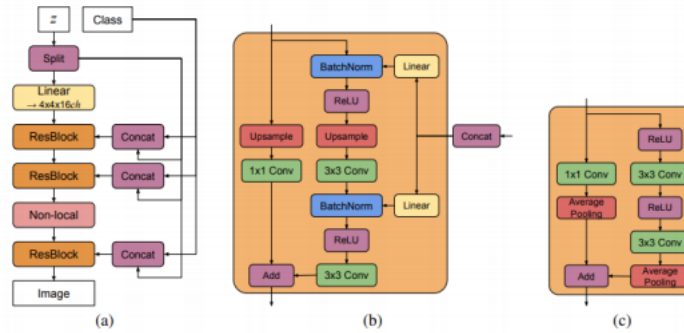 z Class
Split
Linear
→ 4x4x16ch
ResBlock Concat
ResBlock Concat
Non-local
ResBlock Concat
Image
(a)
BatchNorm Linear
ReLU
Upsample Upsample Concat
1x1 Conv 3x3 Conv
BatchNorm Linear
ReLU
Add 3x3 Conv
(b)
ReLU
1x1 Conv 3x3 Conv
Average
Pooling
ReLU
3x3 Conv
Add Average
Pooling
(c)